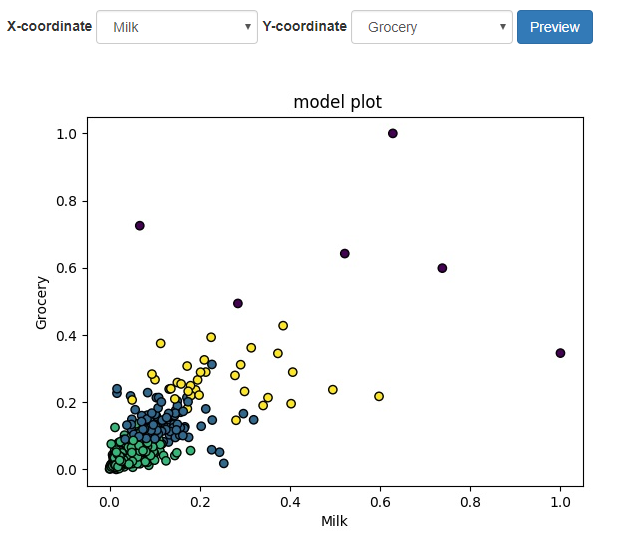 X-coordinate Milk Y-coordinate Grocery Preview
model plot
1.0
0.8
0.6
0.4
0.2
0.0
Grocery
0.0 0.2 0.4 0.6 0.8 1.0
Milk